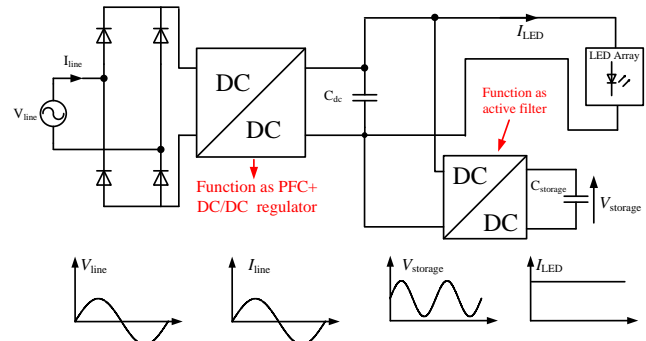 I_LED
LED Array
I_line
V_line
DC
DC
C_dc
Function as
active filter
Function as PFC+
DC/DC regulator
DC
DC
C_storage
V_storage
V_line
I_line
V_storage
I_LED